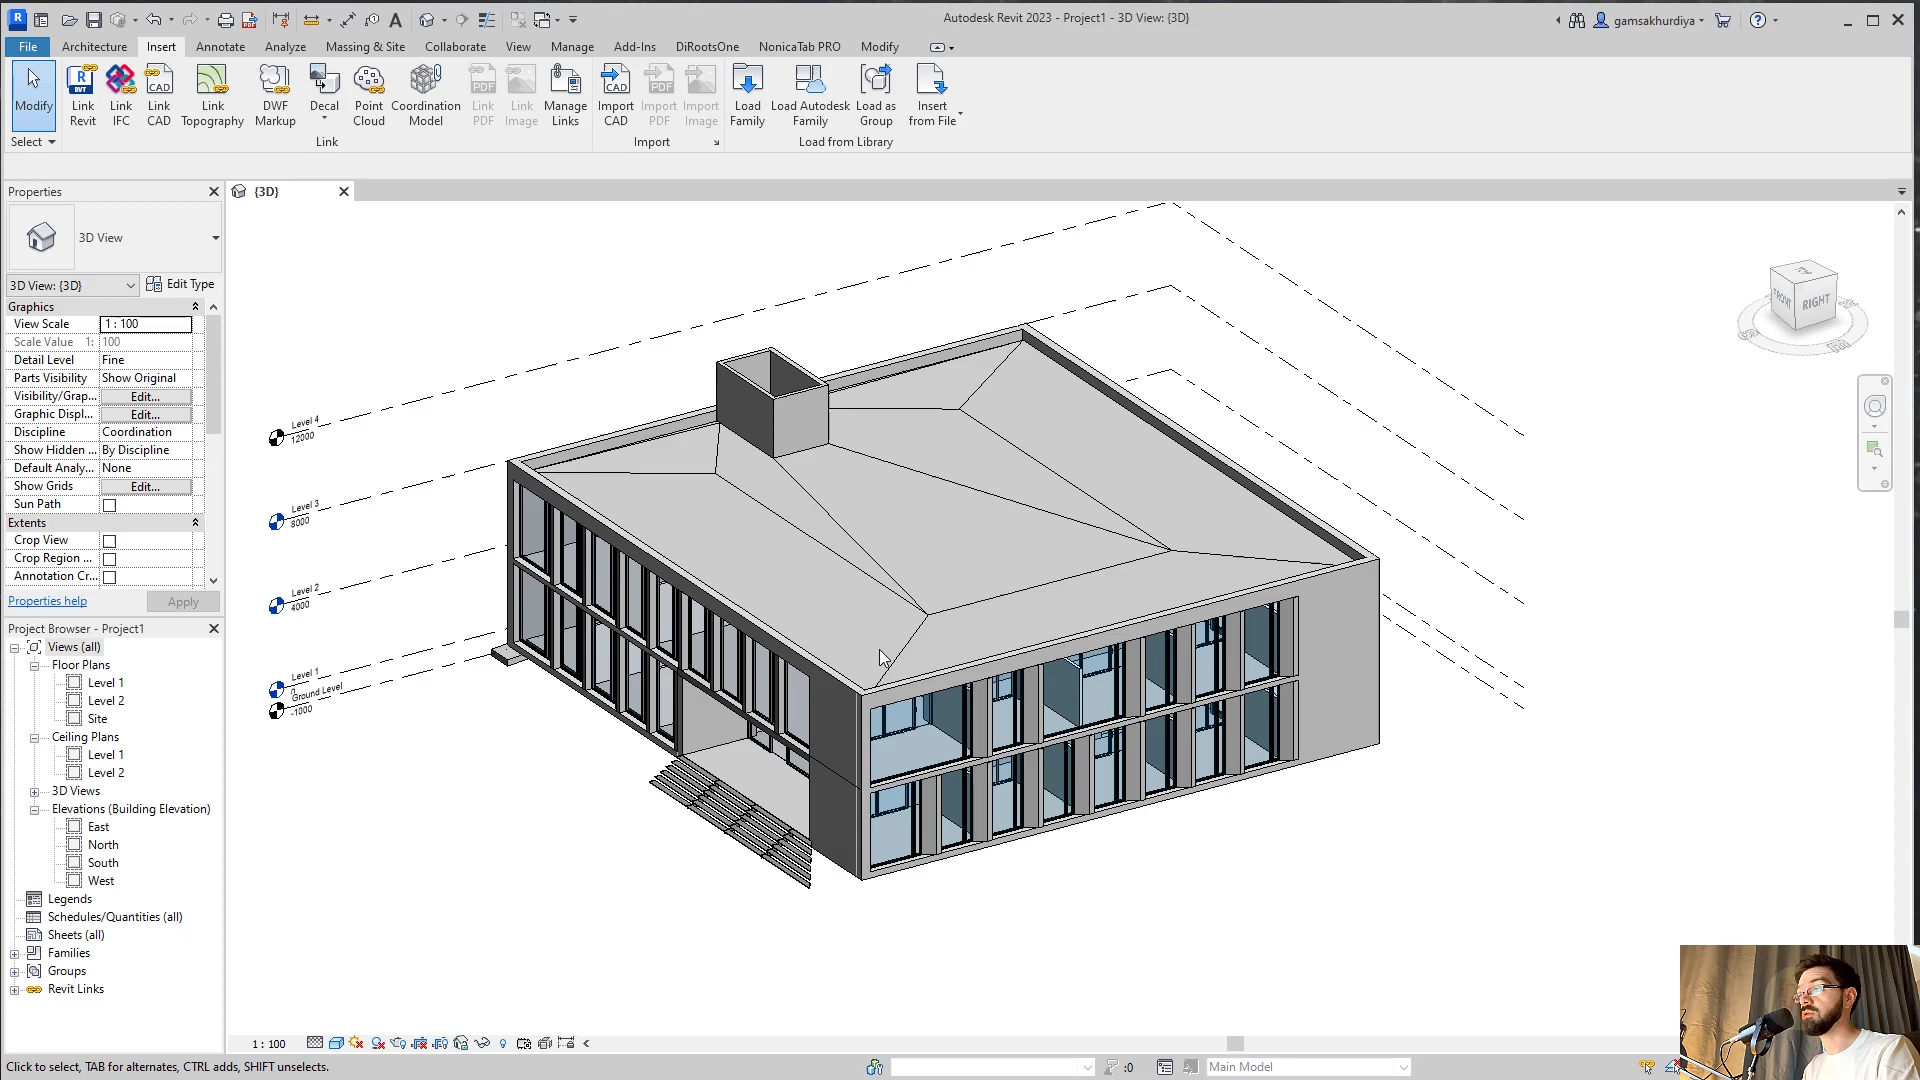 Autodesk Revit 2023 - Project1 - 3D View: {3D}
gamsakhurdiya
File
Architecture
Insert
Annotate
Analyze
Massing & Site
Collaborate
View
Manage
Add-Ins
DiRootsOne
NonicaTab PRO
Modify
Modify
Link Revit
Link IFC
Link CAD
Link Topography
DWF Markup
Decal
Point Cloud
Coordination Model
Link PDF
Link Image
Manage Links
Import CAD
Import PDF
Import Image
Load Family
Load Autodesk Family
Load as Group
Insert from File
Select
Link
Import
Load from Library
Properties
3D View
3D View: {3D}
Edit Type
Graphics
View Scale 1 : 100
Scale Value 1: 100
Detail Level Fine
Parts Visibility Show Original
Visibility/Grap... Edit...
Graphic Displ... Edit...
Discipline Coordination
Show Hidden ... By Discipline
Default Analy... None
Show Grids Edit...
Sun Path
Extents
Crop View
Crop Region ...
Annotation Cr...
Properties help
Apply
Project Browser - Project1
Views (all)
Floor Plans
Level 1
Level 2
Site
Ceiling Plans
Level 1
Level 2
3D Views
Elevations (Building Elevation)
East
North
South
West
Legends
Schedules/Quantities (all)
Sheets (all)
Families
Groups
Revit Links
{3D}
Level 4
12000
Level 3
8000
Level 2
4000
Level 1
0
Ground Level
-1000
FRONT
RIGHT
1 : 100
Click to select, TAB for alternates, CTRL adds, SHIFT unselects.
:0
Main Model